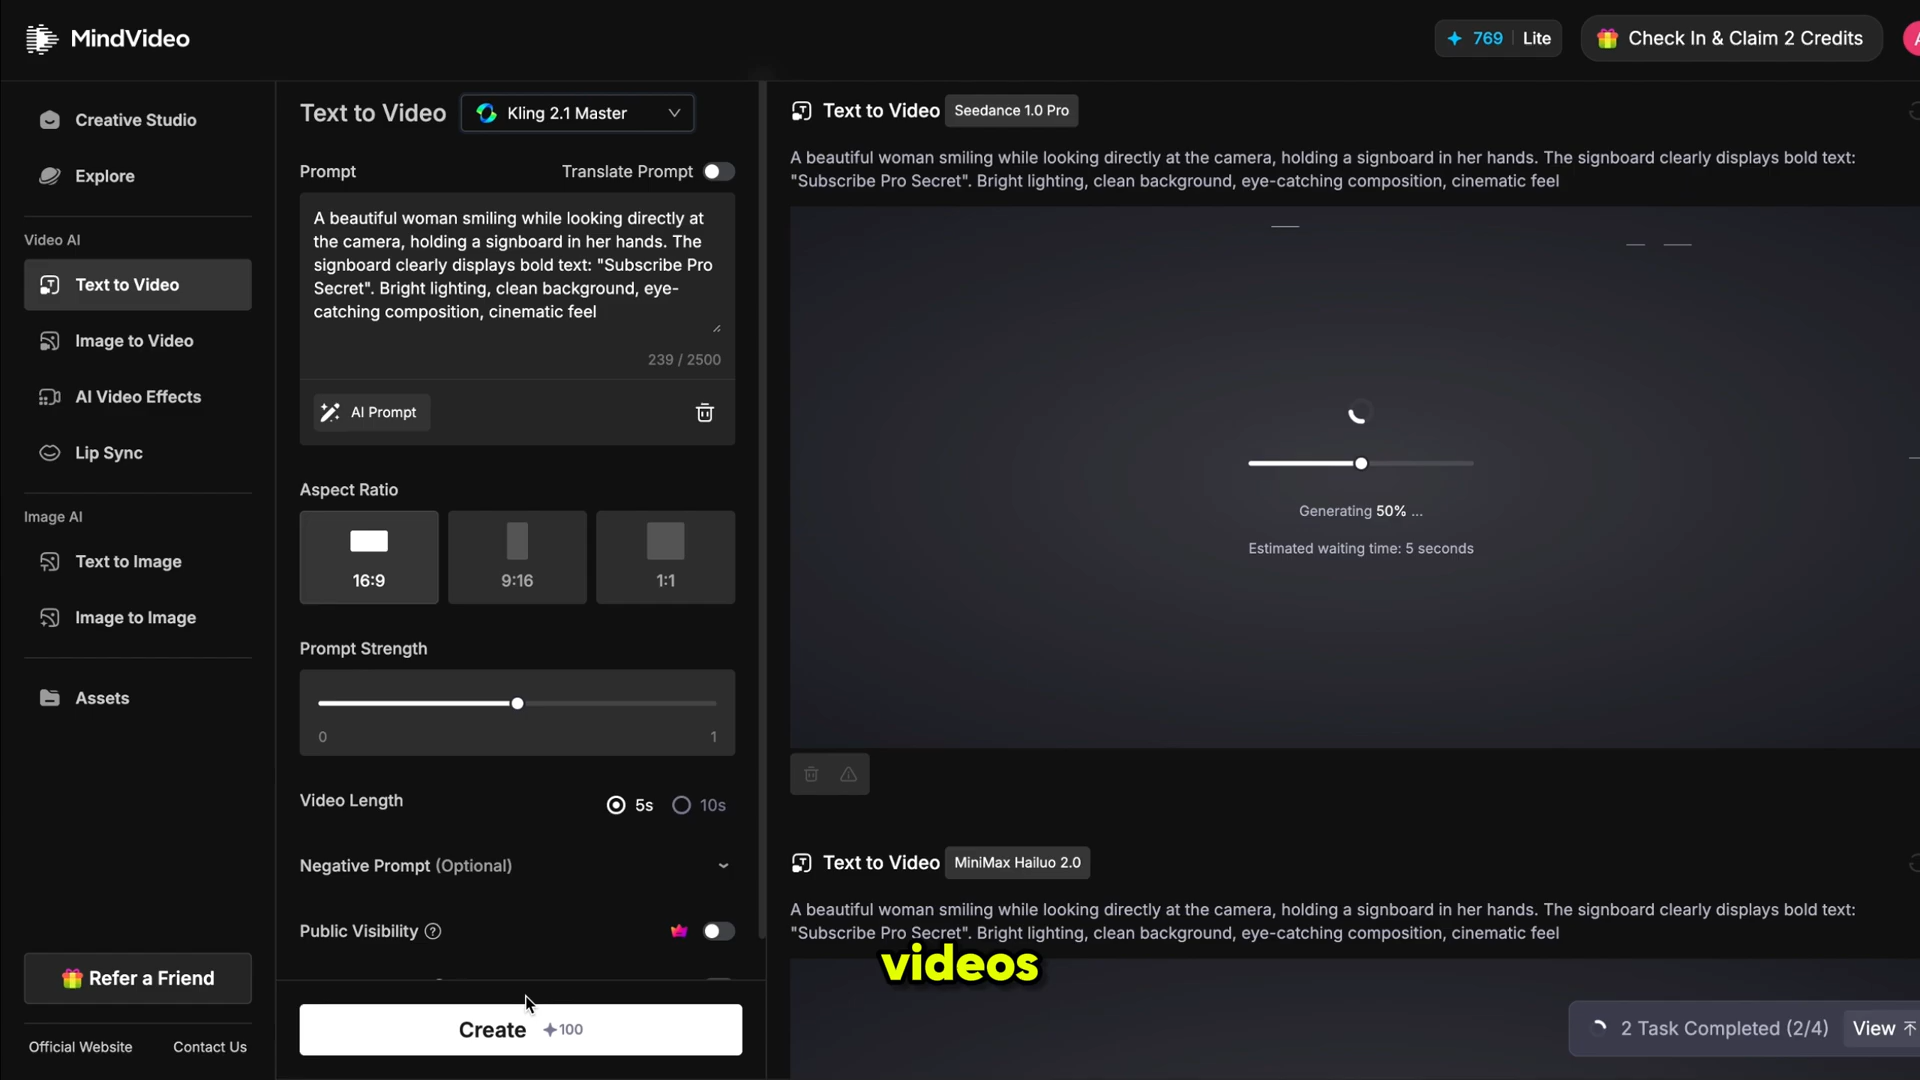 MindVideo
769 Lite
Check In & Claim 2 Credits
Creative Studio
Explore
Video AI
Text to Video
Image to Video
AI Video Effects
Lip Sync
Image AI
Text to Image
Image to Image
Assets
Refer a Friend
Official Website Contact Us
Text to Video Kling 2.1 Master
Prompt Translate Prompt
A beautiful woman smiling while looking directly at
the camera, holding a signboard in her hands. The
signboard clearly displays bold text: "Subscribe Pro
Secret". Bright lighting, clean background, eye-
catching composition, cinematic feel
239 / 2500
AI Prompt
Aspect Ratio
16:9 9:16 1:1
Prompt Strength
0 1
Video Length 5s 10s
Negative Prompt (Optional)
Public Visibility
Create 100
Text to Video Seedance 1.0 Pro
A beautiful woman smiling while looking directly at the camera, holding a signboard in her hands. The signboard clearly displays bold text:
"Subscribe Pro Secret". Bright lighting, clean background, eye-catching composition, cinematic feel
Generating 50% ...
Estimated waiting time: 5 seconds
Text to Video MiniMax Hailuo 2.0
A beautiful woman smiling while looking directly at the camera, holding a signboard in her hands. The signboard clearly displays bold text:
"Subscribe Pro Secret". Bright lighting, clean background, eye-catching composition, cinematic feel
videos
2 Task Completed (2/4) View